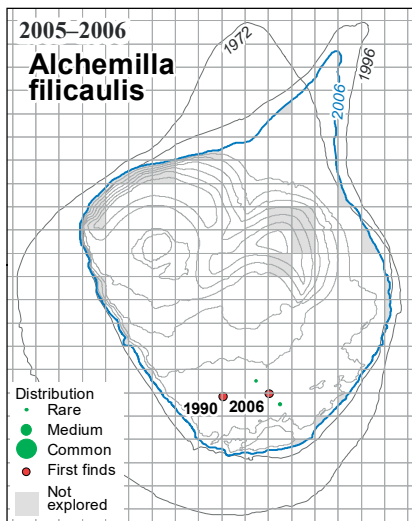 2005–2006
Alchemilla
filicaulis
1972
1996
2006
1990 2006
Distribution
Rare
Medium
Common
First finds
Not
explored